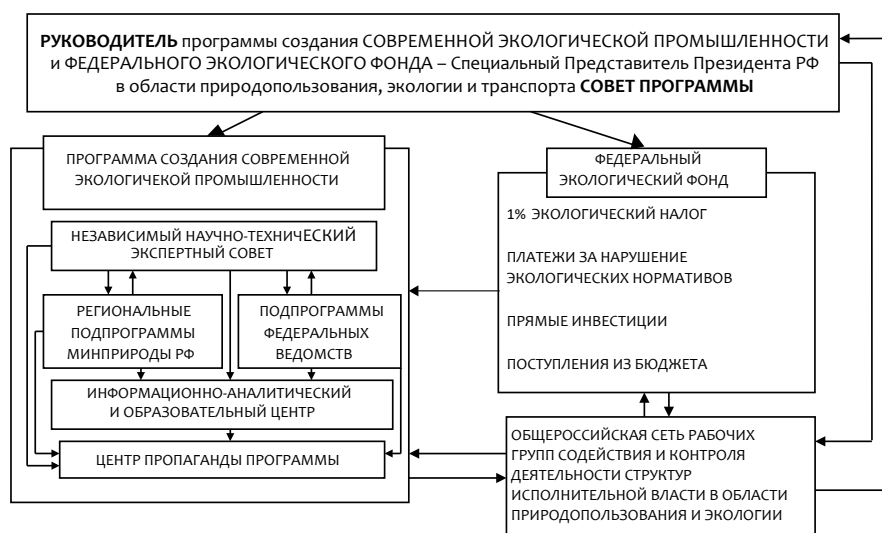 РУКОВОДИТЕЛЬ программы создания СОВРЕМЕННОЙ ЭКОЛОГИЧЕСКОЙ ПРОМЫШЛЕННОСТИ
и ФЕДЕРАЛЬНОГО ЭКОЛОГИЧЕСКОГО ФОНДА – Специальный Представитель Президента РФ
в области природопользования, экологии и транспорта СОВЕТ ПРОГРАММЫ
ПРОГРАММА СОЗДАНИЯ СОВРЕМЕННОЙ
ЭКОЛОГИЧЕКОЙ ПРОМЫШЛЕННОСТИ
НЕЗАВИСИМЫЙ НАУЧНО-ТЕХНИЧЕСКИЙ
ЭКСПЕРТНЫЙ СОВЕТ
РЕГИОНАЛЬНЫЕ
ПОДПРОГРАММЫ
МИНПРИРОДЫ РФ
ПОДПРОГРАММЫ
ФЕДЕРАЛЬНЫХ
ВЕДОМСТВ
ИНФОРМАЦИОННО-АНАЛИТИЧЕСКИЙ
И ОБРАЗОВАТЕЛЬНЫЙ ЦЕНТР
ЦЕНТР ПРОПАГАНДЫ ПРОГРАММЫ
ФЕДЕРАЛЬНЫЙ
ЭКОЛОГИЧЕСКИЙ ФОНД
1% ЭКОЛОГИЧЕСКИЙ НАЛОГ
ПЛАТЕЖИ ЗА НАРУШЕНИЕ
ЭКОЛОГИЧЕСКИХ НОРМАТИВОВ
ПРЯМЫЕ ИНВЕСТИЦИИ
ПОСТУПЛЕНИЯ ИЗ БЮДЖЕТА
ОБЩЕРОССИЙСКАЯ СЕТЬ РАБОЧИХ
ГРУПП СОДЕЙСТВИЯ И КОНТРОЛЯ
ДЕЯТЕЛЬНОСТИ СТРУКТУР
ИСПОЛНИТЕЛЬНОЙ ВЛАСТИ В ОБЛАСТИ
ПРИРОДОПОЛЬЗОВАНИЯ И ЭКОЛОГИИ